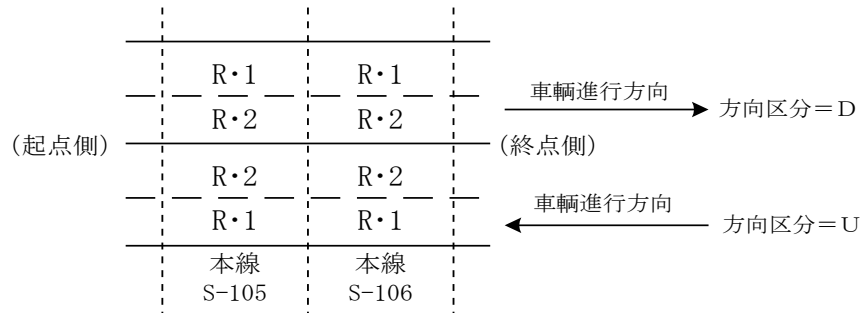 R・1 R・1
車輌進行方向
方向区分＝D
R・2 R・2
(起点側) (終点側)
R・2 R・2
車輌進行方向
方向区分＝U
R・1 R・1
本線 本線
S-105 S-106